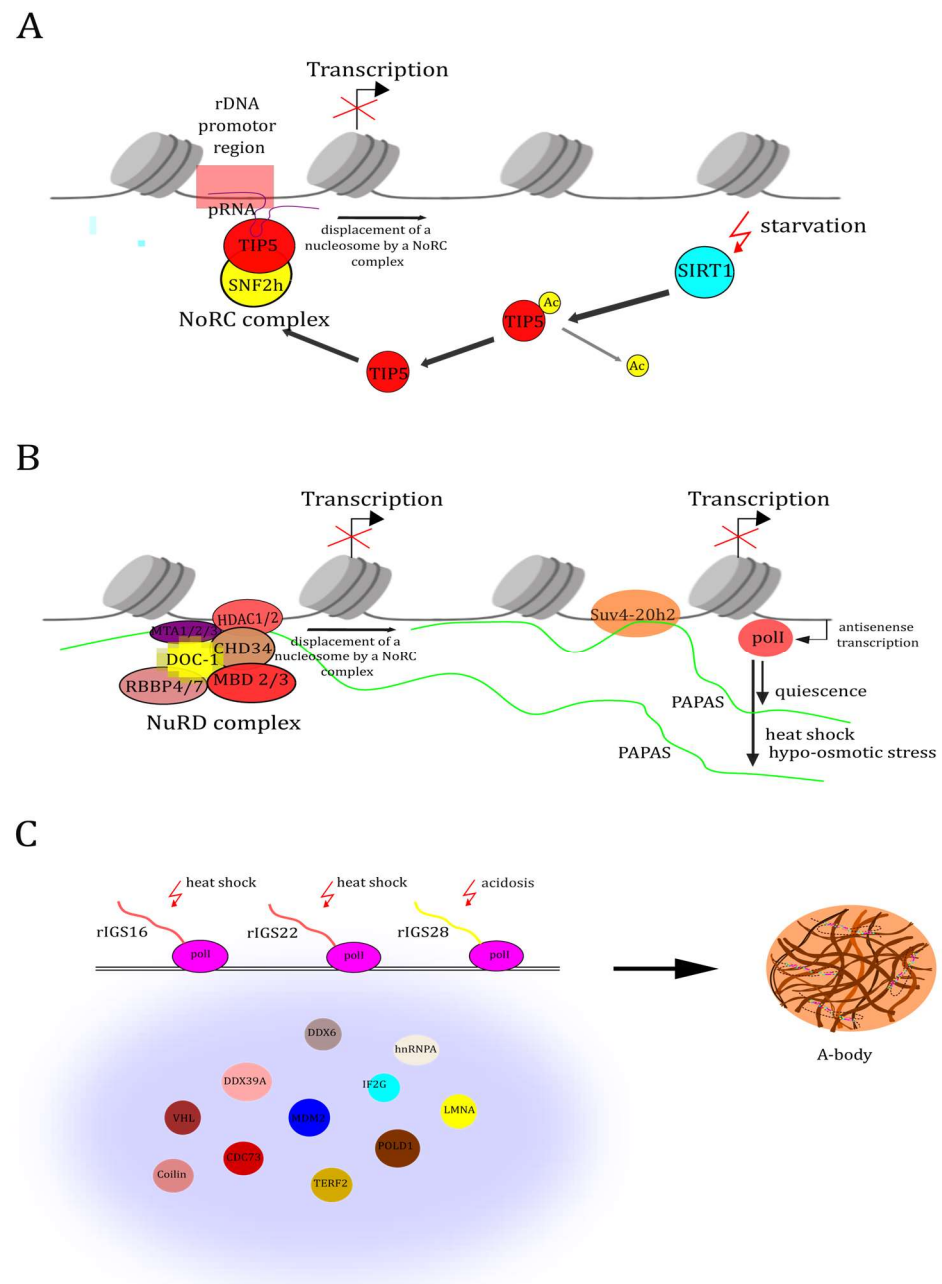 A
Transcription
rDNA
promotor
region
pRNA
TIP5
SNF2h
NoRC complex
displacement of a
nucleosome by a NoRC
complex
starvation
SIRT1
TIP5
Ac
TIP5
Ac
B
Transcription
Transcription
MTA1/2/3
HDAC1/2
DOC-1
CHD34
RBBP4/7
MBD 2/3
NuRD complex
displacement of a
nucleosome by a NoRC
complex
Suv4-20h2
polI
antisenense
transcription
PAPAS
quiescence
PAPAS
heat shock
hypo-osmotic stress
C
heat shock
heat shock
acidosis
rIGS16
rIGS22
rIGS28
polI
polI
polI
A-body
DDX6
hnRNPA
DDX39A
IF2G
VHL
MDM2
LMNA
CDC73
POLD1
Coilin
TERF2